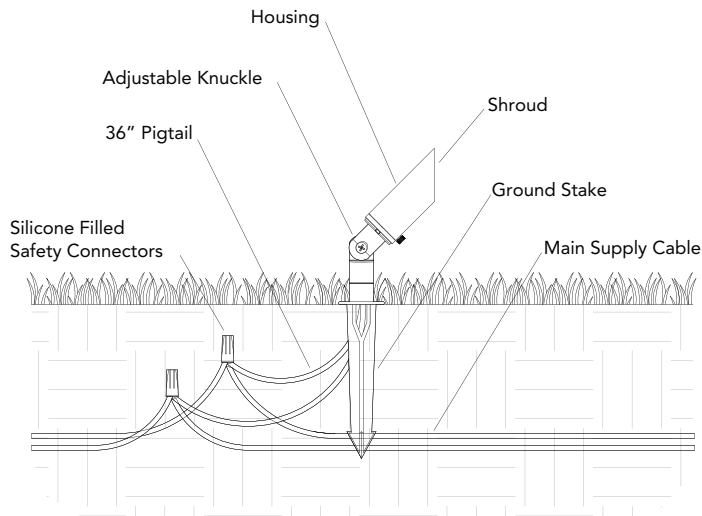 Housing
Adjustable Knuckle
Shroud
36” Pigtail
Ground Stake
Silicone Filled
Safety Connectors
Main Supply Cable